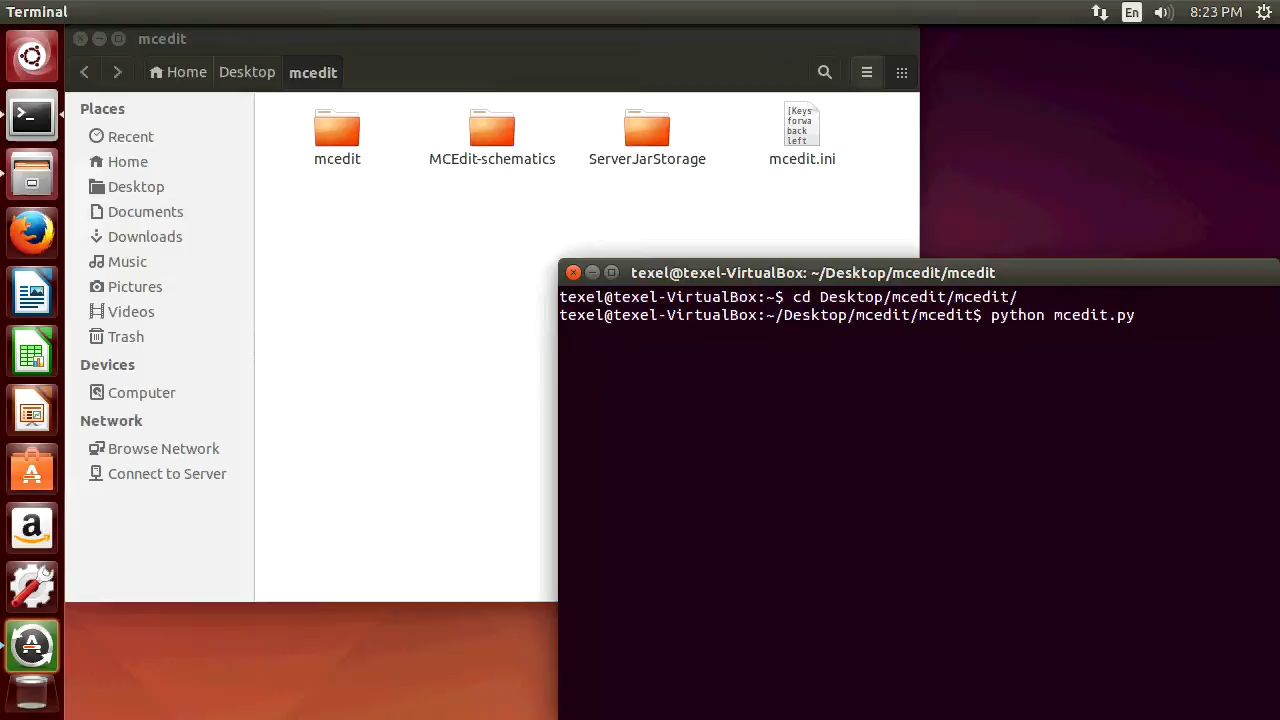 Terminal
En
8:23 PM
mcedit
Home Desktop mcedit
Places
Recent
Home
Desktop
Documents
Downloads
Music
Pictures
Videos
Trash
Devices
Computer
Network
Browse Network
Connect to Server
mcedit
MCEdit-schematics
ServerJarStorage
[Keys
forwa
back
left
mcedit.ini
texel@texel-VirtualBox: ~/Desktop/mcedit/mcedit
texel@texel-VirtualBox:~$ cd Desktop/mcedit/mcedit/
texel@texel-VirtualBox:~/Desktop/mcedit/mcedit$ python mcedit.py